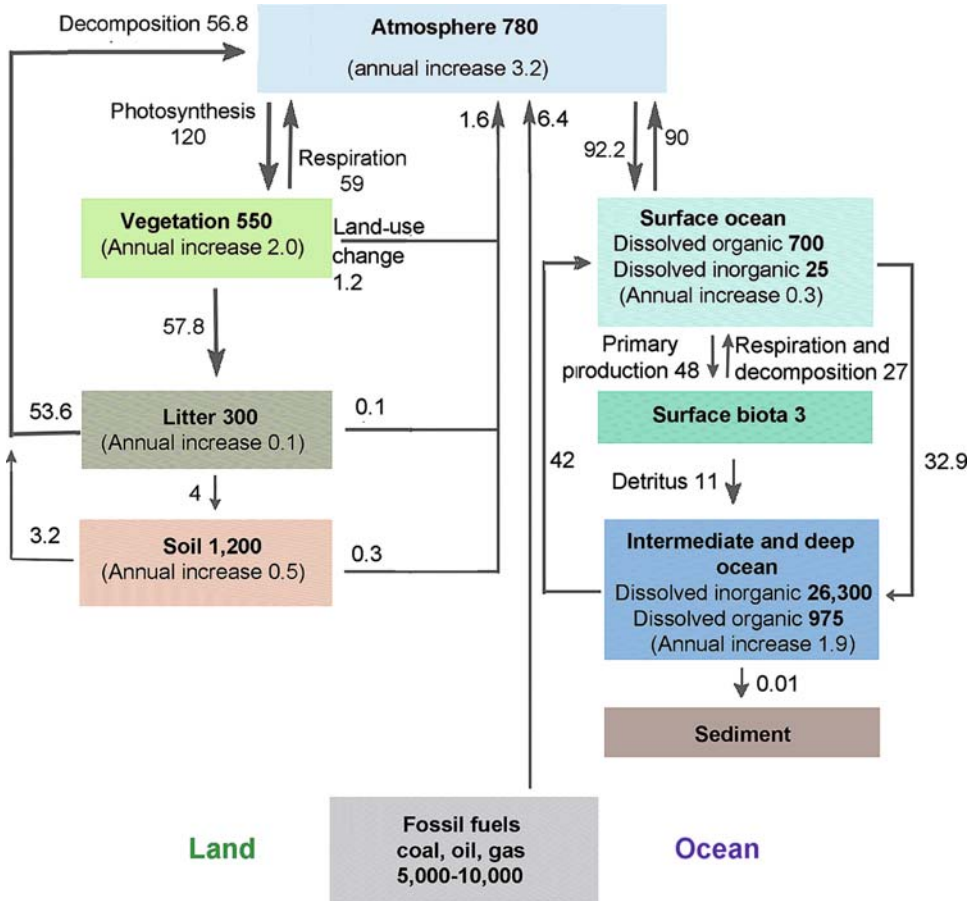 Decomposition 56.8
Atmosphere 780
(annual increase 3.2)
Photosynthesis
120
Respiration
59
1.6
6.4
92.2
90
Vegetation 550
(Annual increase 2.0)
Land-use
change
1.2
Surface ocean
Dissolved organic 700
Dissolved inorganic 25
(Annual increase 0.3)
57.8
Primary
production 48
Respiration and
decomposition 27
53.6
Litter 300
(Annual increase 0.1)
0.1
Surface biota 3
42
32.9
4
Detritus 11
3.2
Soil 1,200
(Annual increase 0.5)
0.3
Intermediate and deep
ocean
Dissolved inorganic 26,300
Dissolved organic 975
(Annual increase 1.9)
0.01
Sediment
Land
Fossil fuels
coal, oil, gas
5,000-10,000
Ocean